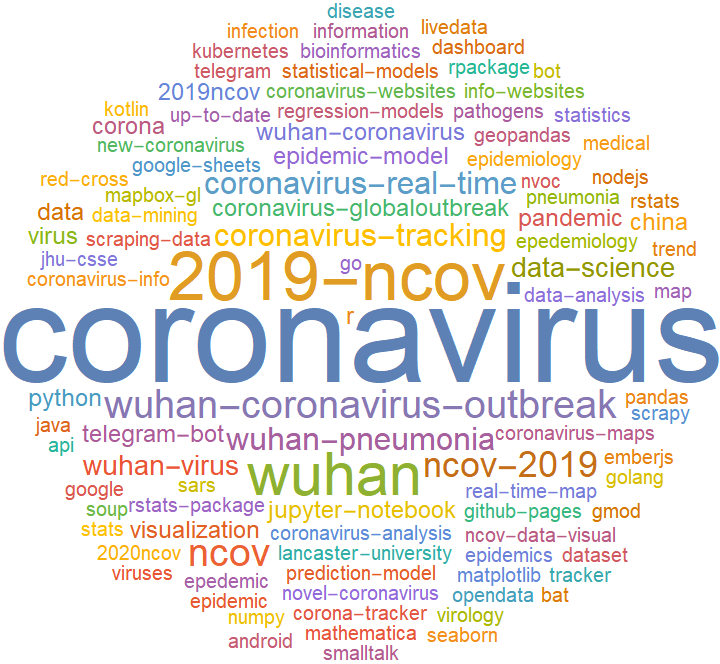 disease
infection information livedata
kubernetes bioinformatics dashboard
telegram statistical-models rpackage bot
2019ncov coronavirus-websites info-websites
kotlin up-to-date regression-models pathogens statistics
corona wuhan-coronavirus geopandas
new-coronavirus epidemic-model epidemiology medical
google-sheets
red-cross coronavirus-real-time nvoc nodejs
mapbox-gl pneumonia rstats
data data-mining coronavirus-globaloutbreak pandemic china
virus scraping-data coronavirus-tracking epedemiology trend
jhu-csse go data-science
coronavirus-info 2019-ncov data-analysis map
r
coronavirus
python wuhan-coronavirus-outbreak pandas
scrapy
java telegram-bot wuhan-pneumonia coronavirus-maps
api
wuhan-virus wuhan ncov-2019 emberjs
golang
google sars real-time-map
soup rstats-package jupyter-notebook github-pages gmod
stats visualization coronavirus-analysis ncov-data-visual
2020ncov ncov lancaster-university epidemics dataset
viruses epedemic prediction-model matplotlib tracker
epidemic novel-coronavirus opendata bat
numpy corona-tracker virology
android mathematica seaborn
smalltalk